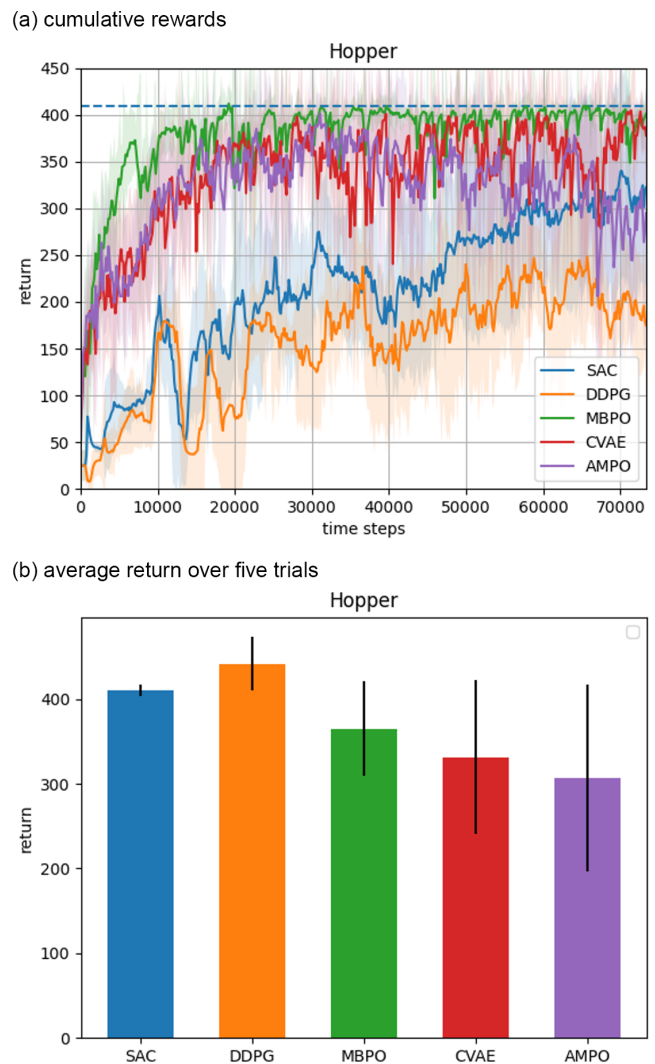 (a) cumulative rewards
Hopper
450
400
350
300
250
200
150
100
50
0
return
SAC
DDPG
MBPO
CVAE
AMPO
0 10000 20000 30000 40000 50000 60000 70000
time steps
(b) average return over five trials
Hopper
400
300
200
100
0
return
SAC DDPG MBPO CVAE AMPO